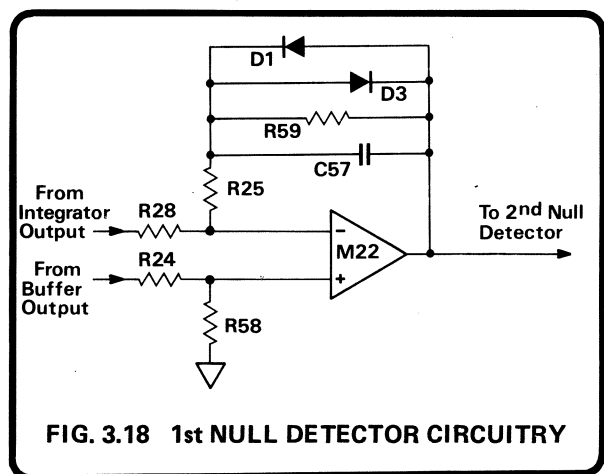 D1
D3
R59
C57
From
Integrator
Output
R28
R25
From
Buffer
Output
R24
R58
−
M22
+
To 2nd Null
Detector
FIG. 3.18 1st NULL DETECTOR CIRCUITRY